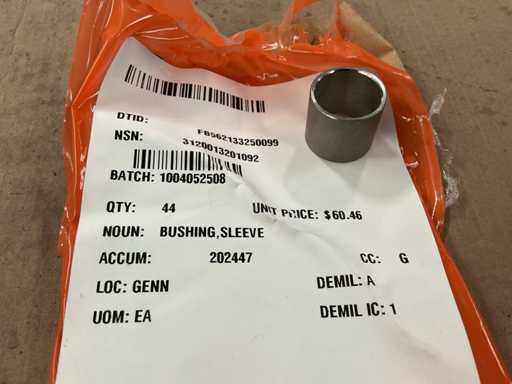 DTID: FB562133250099
NSN: 3120013201092
BATCH: 1004052508
QTY: 44 UNIT PRICE: $60.46
NOUN: BUSHING,SLEEVE
ACCUM: 202447 CC: G
LOC: GENN DEMIL: A
UOM: EA DEMIL IC: 1